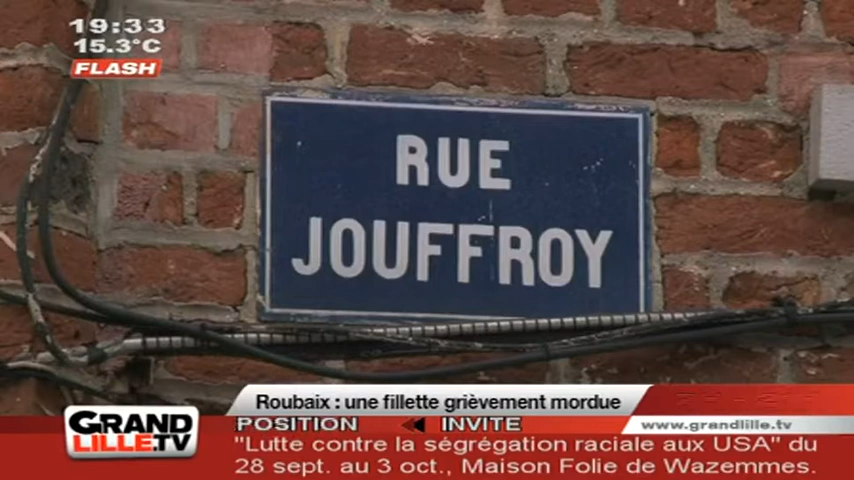 19:33
15.3°C
FLASH
RUE
JOUFFROY
Roubaix : une fillette grièvement mordue
GRAND
LILLE.TV
POSITION ◄ INVITE
www.grandlille.tv
"Lutte contre la ségrégation raciale aux USA" du
28 sept. au 3 oct., Maison Folie de Wazemmes.